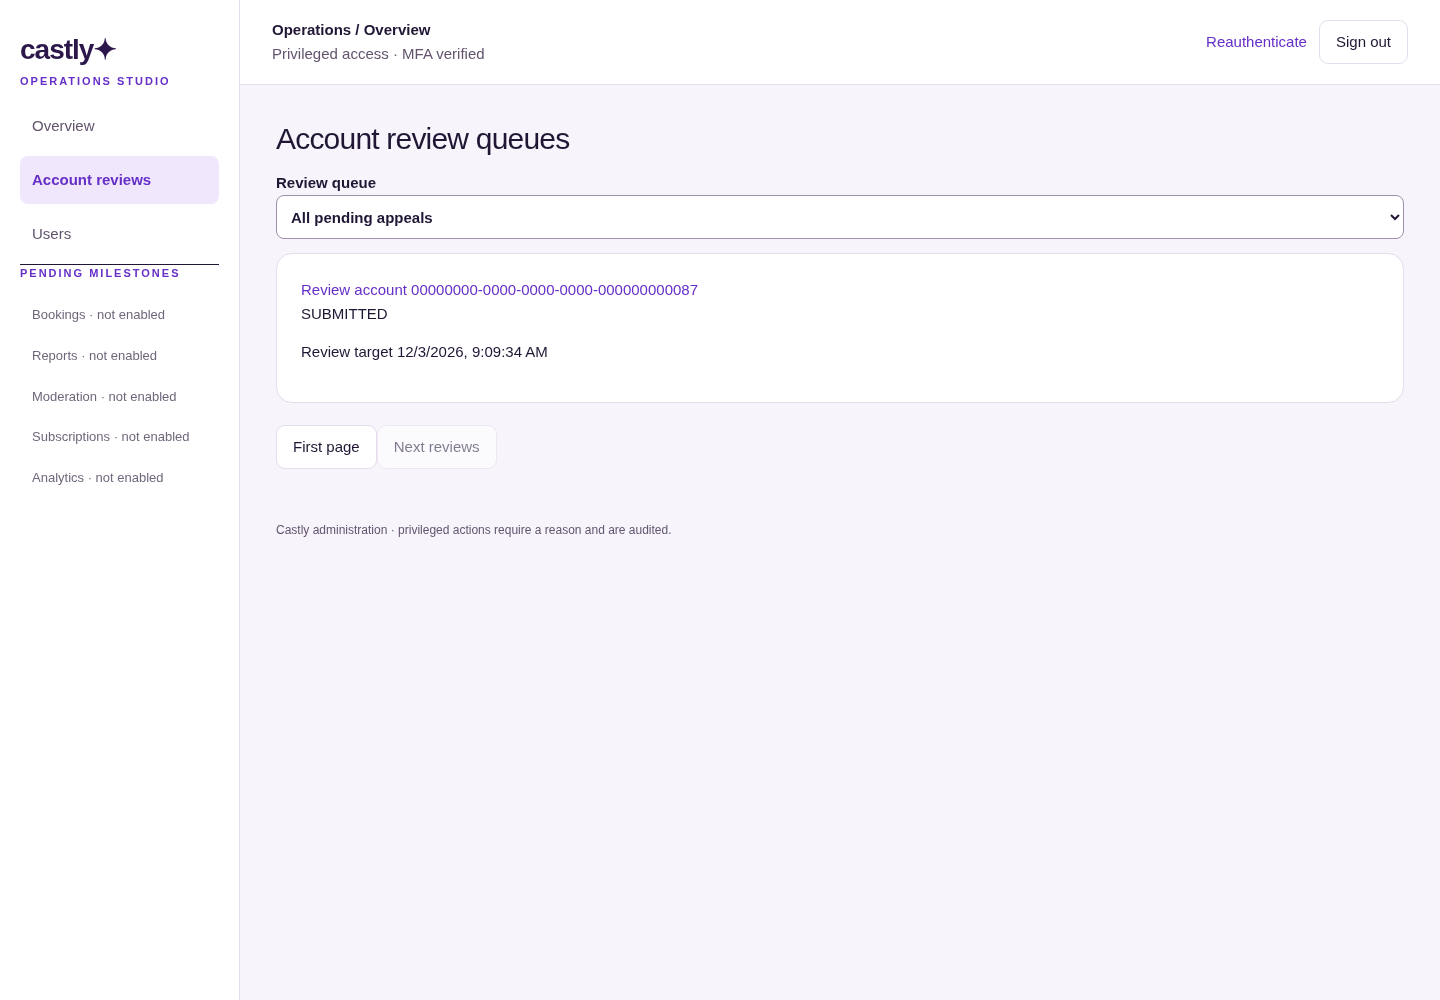 castly✦
OPERATIONS STUDIO
Overview
Account reviews
Users
PENDING MILESTONES
Bookings · not enabled
Reports · not enabled
Moderation · not enabled
Subscriptions · not enabled
Analytics · not enabled
Operations / Overview
Privileged access · MFA verified
Reauthenticate
Sign out
Account review queues
Review queue
All pending appeals
Review account 00000000-0000-0000-0000-000000000087
SUBMITTED
Review target 12/3/2026, 9:09:34 AM
First page
Next reviews
Castly administration · privileged actions require a reason and are audited.